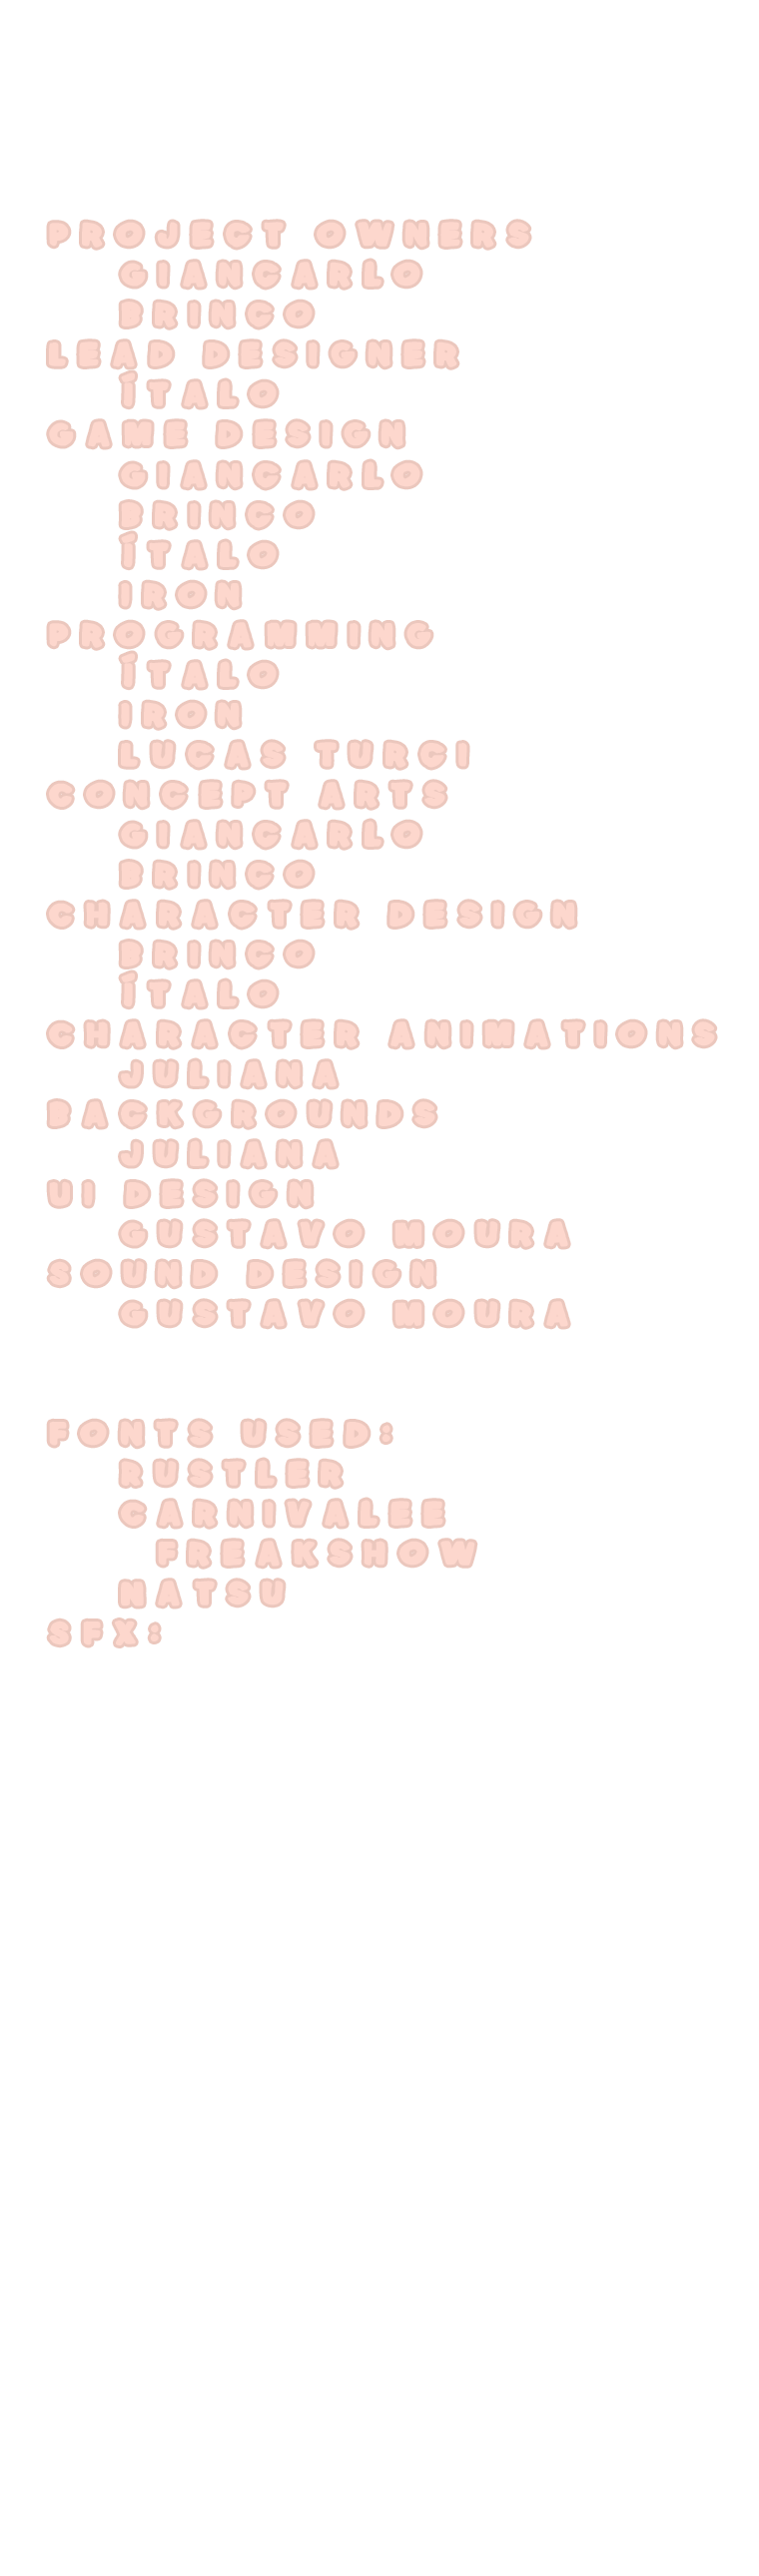 PROJECT OWNERS
GIANCARLO
BRINCO
LEAD DESIGNER
ÍTALO
GAME DESIGN
GIANCARLO
BRINCO
ÍTALO
IRON
PROGRAMMING
ÍTALO
IRON
LUCAS TURCI
CONCEPT ARTS
GIANCARLO
BRINCO
CHARACTER DESIGN
BRINCO
ÍTALO
CHARACTER ANIMATIONS
JULIANA
BACKGROUNDS
JULIANA
UI DESIGN
GUSTAVO MOURA
SOUND DESIGN
GUSTAVO MOURA
FONTS USED:
RUSTLER
CARNIVALEE
FREAKSHOW
MATSU
SFX: